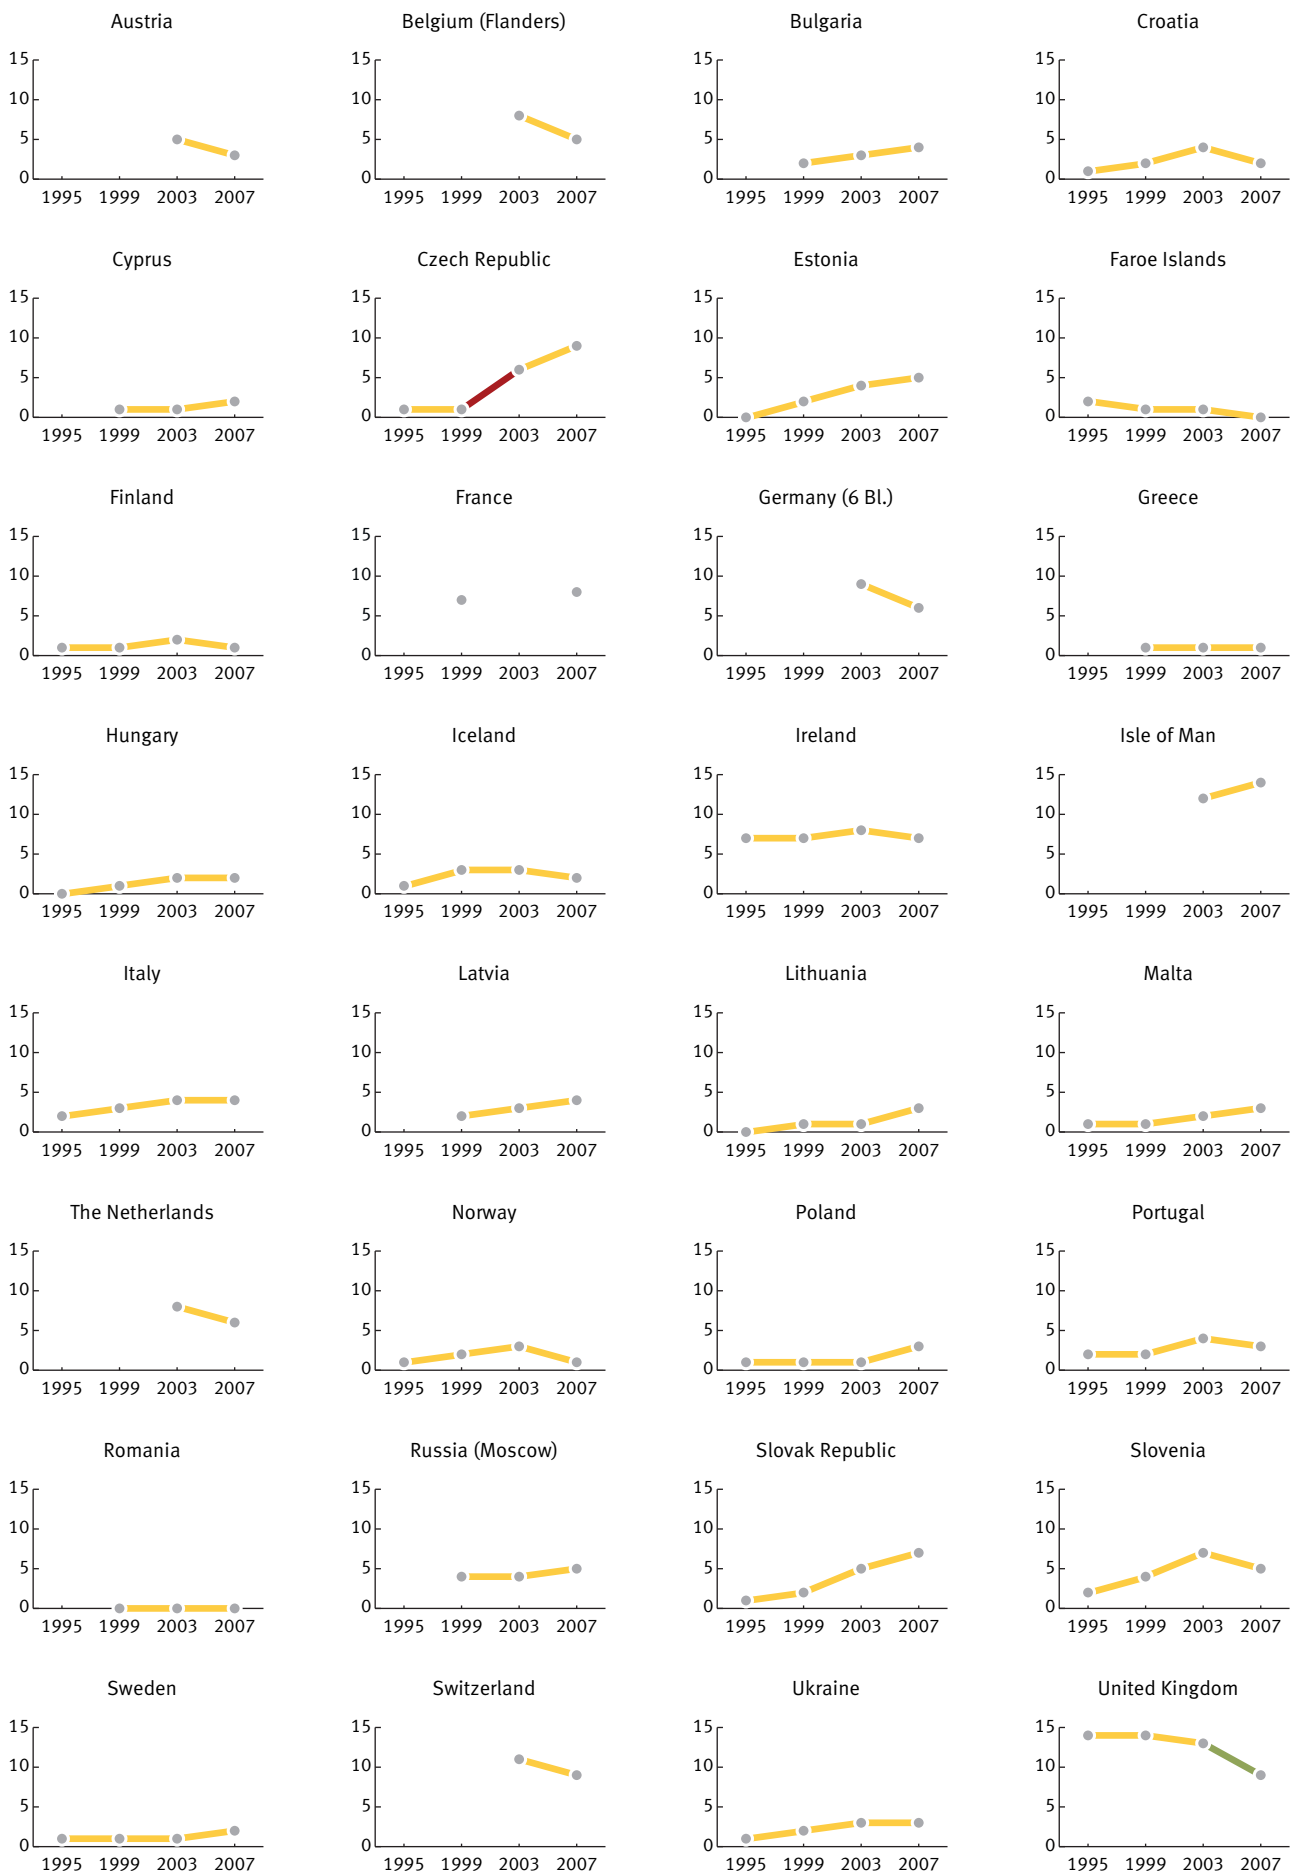 Austria Belgium (Flanders) Bulgaria Croatia
15 15 15 15
10 10 10 10
5 5 5 5
0 0 0 0
1995 1999 2003 2007 1995 1999 2003 2007 1995 1999 2003 2007 1995 1999 2003 2007
Cyprus Czech Republic Estonia Faroe Islands
15 15 15 15
10 10 10 10
5 5 5 5
0 0 0 0
1995 1999 2003 2007 1995 1999 2003 2007 1995 1999 2003 2007 1995 1999 2003 2007
Finland France Germany (6 Bl.) Greece
15 15 15 15
10 10 10 10
5 5 5 5
0 0 0 0
1995 1999 2003 2007 1995 1999 2003 2007 1995 1999 2003 2007 1995 1999 2003 2007
Hungary Iceland Ireland Isle of Man
15 15 15 15
10 10 10 10
5 5 5 5
0 0 0 0
1995 1999 2003 2007 1995 1999 2003 2007 1995 1999 2003 2007 1995 1999 2003 2007
Italy Latvia Lithuania Malta
15 15 15 15
10 10 10 10
5 5 5 5
0 0 0 0
1995 1999 2003 2007 1995 1999 2003 2007 1995 1999 2003 2007 1995 1999 2003 2007
The Netherlands Norway Poland Portugal
15 15 15 15
10 10 10 10
5 5 5 5
0 0 0 0
1995 1999 2003 2007 1995 1999 2003 2007 1995 1999 2003 2007 1995 1999 2003 2007
Romania Russia (Moscow) Slovak Republic Slovenia
15 15 15 15
10 10 10 10
5 5 5 5
0 0 0 0
1995 1999 2003 2007 1995 1999 2003 2007 1995 1999 2003 2007 1995 1999 2003 2007
Sweden Switzerland Ukraine United Kingdom
15 15 15 15
10 10 10 10
5 5 5 5
0 0 0 0
1995 1999 2003 2007 1995 1999 2003 2007 1995 1999 2003 2007 1995 1999 2003 2007